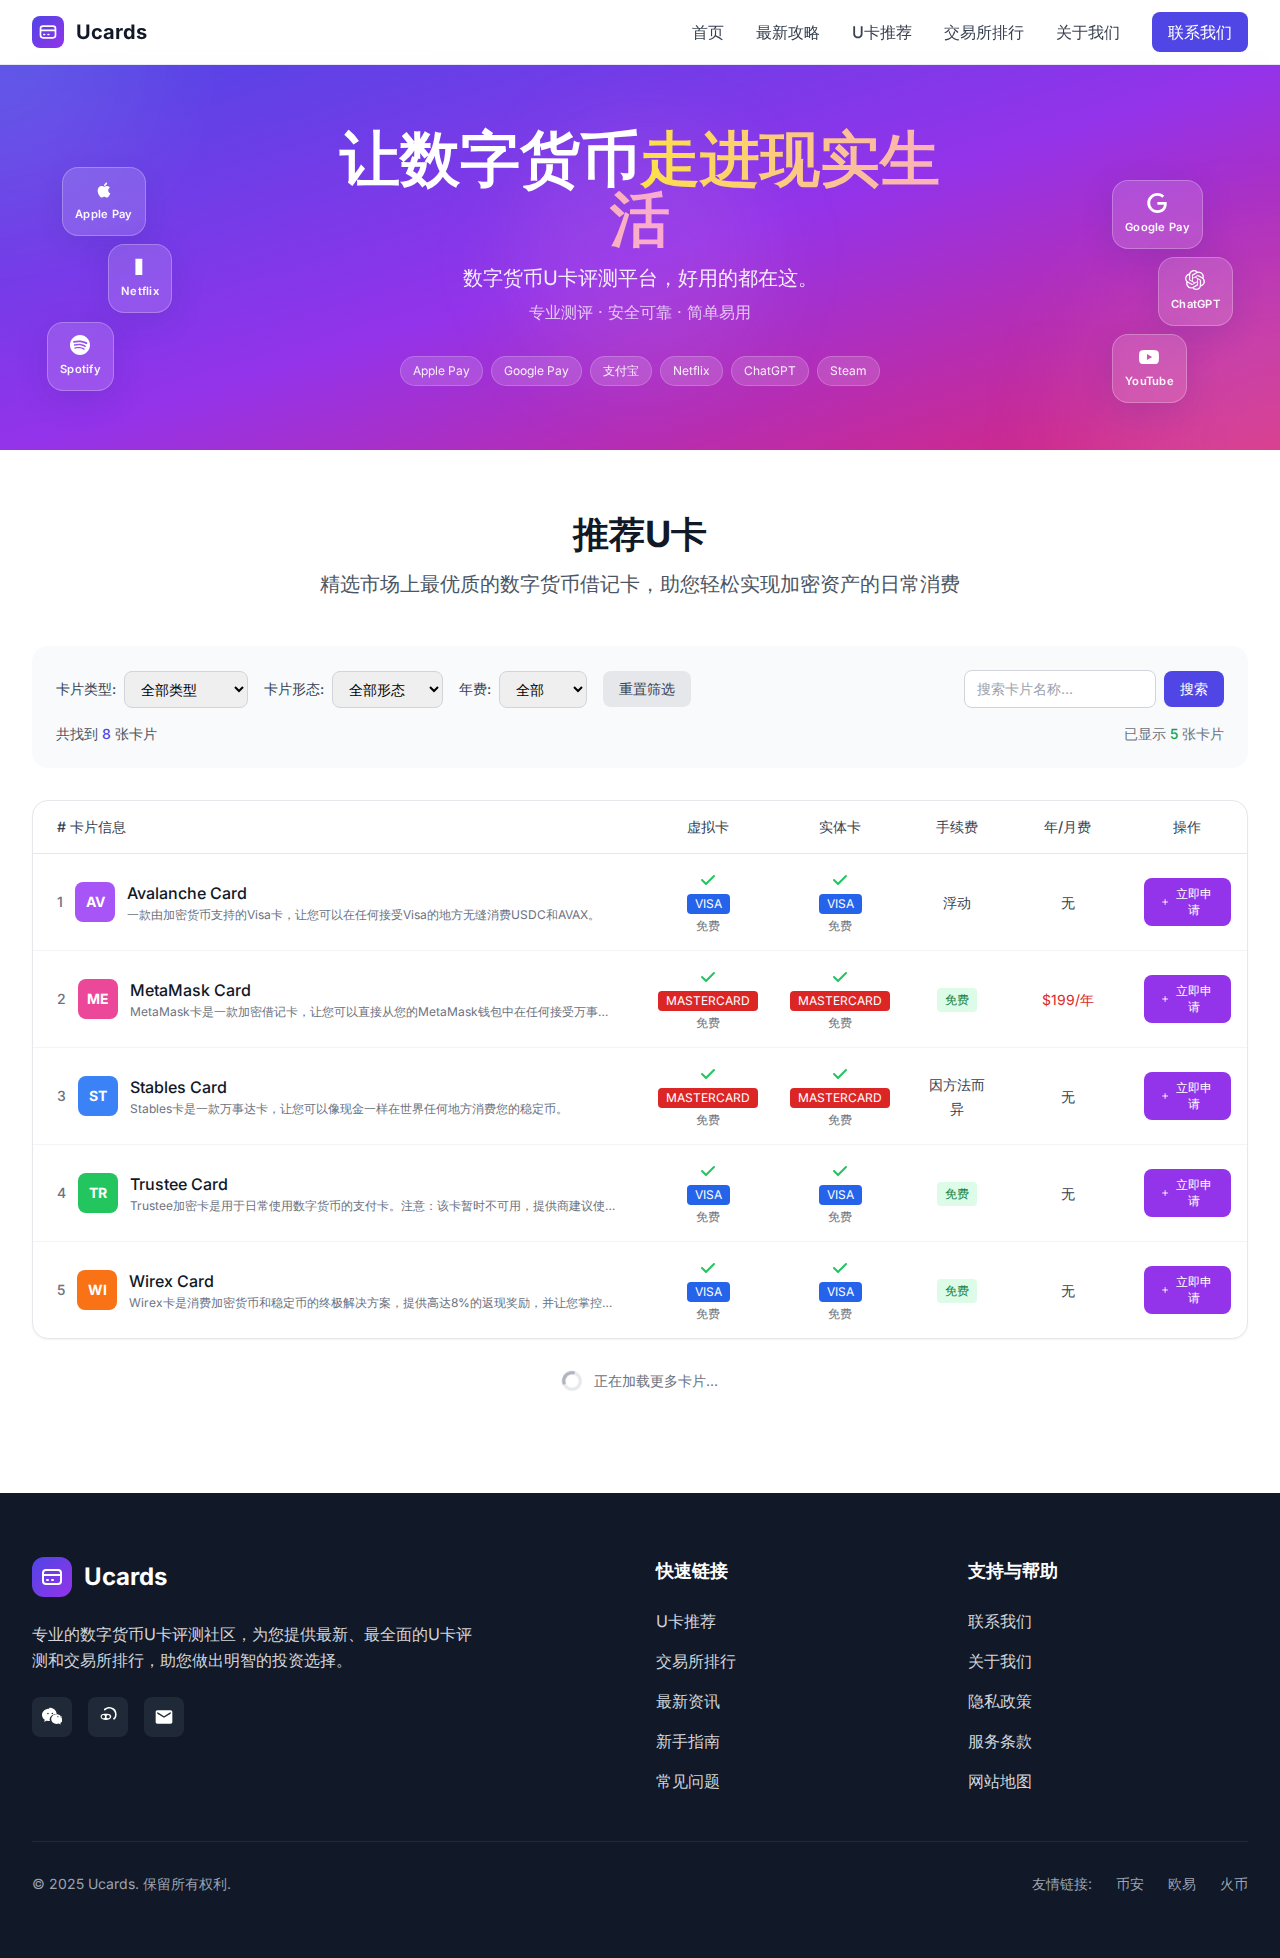 Ucards
首页
最新攻略
U卡推荐
交易所排行
关于我们
联系我们
让数字货币走进现实生
活
数字货币U卡评测平台，好用的都在这。
专业测评 · 安全可靠 · 简单易用
Apple Pay
Netflix
Spotify
Google Pay
ChatGPT
YouTube
Apple Pay
Google Pay
支付宝
Netflix
ChatGPT
Steam
推荐U卡
精选市场上最优质的数字货币借记卡，助您轻松实现加密资产的日常消费
卡片类型: 全部类型
卡片形态: 全部形态
年费: 全部
重置筛选
搜索卡片名称...
搜索
共找到 8 张卡片
已显示 5 张卡片
# 卡片信息
虚拟卡
实体卡
手续费
年/月费
操作
1
AV
Avalanche Card
一款由加密货币支持的Visa卡，让您可以在任何接受Visa的地方无缝消费USDC和AVAX。
VISA
免费
VISA
免费
浮动
无
+ 立即申
请
2
ME
MetaMask Card
MetaMask卡是一款加密借记卡，让您可以直接从您的MetaMask钱包中在任何接受万事...
MASTERCARD
免费
MASTERCARD
免费
免费
$199/年
+ 立即申
请
3
ST
Stables Card
Stables卡是一款万事达卡，让您可以像现金一样在世界任何地方消费您的稳定币。
MASTERCARD
免费
MASTERCARD
免费
因方法而
异
无
+ 立即申
请
4
TR
Trustee Card
Trustee加密卡是用于日常使用数字货币的支付卡。注意：该卡暂时不可用，提供商建议使...
VISA
免费
VISA
免费
免费
无
+ 立即申
请
5
WI
Wirex Card
Wirex卡是消费加密货币和稳定币的终极解决方案，提供高达8%的返现奖励，并让您掌控...
VISA
免费
VISA
免费
免费
无
+ 立即申
请
正在加载更多卡片...
Ucards
专业的数字货币U卡评测社区，为您提供最新、最全面的U卡评
测和交易所排行，助您做出明智的投资选择。
快速链接
U卡推荐
交易所排行
最新资讯
新手指南
常见问题
支持与帮助
联系我们
关于我们
隐私政策
服务条款
网站地图
© 2025 Ucards. 保留所有权利.
友情链接:
币安
欧易
火币